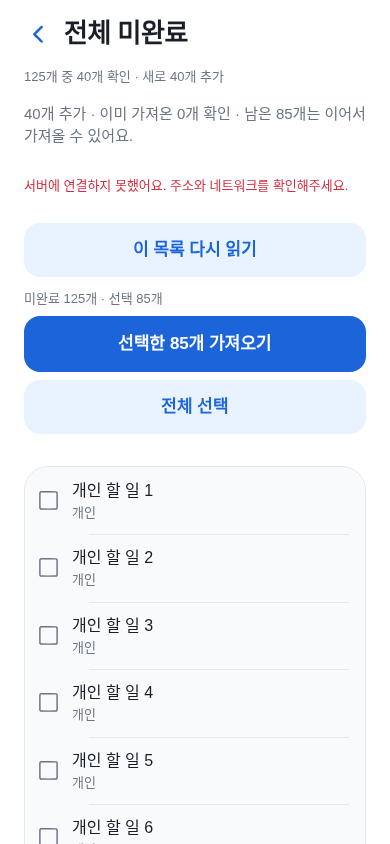 전체 미완료
125개 중 40개 확인 · 새로 40개 추가
40개 추가 · 이미 가져온 0개 확인 · 남은 85개는 이어서
가져올 수 있어요.
서버에 연결하지 못했어요. 주소와 네트워크를 확인해주세요.
이 목록 다시 읽기
미완료 125개 · 선택 85개
선택한 85개 가져오기
전체 선택
개인 할 일 1
개인
개인 할 일 2
개인
개인 할 일 3
개인
개인 할 일 4
개인
개인 할 일 5
개인
개인 할 일 6